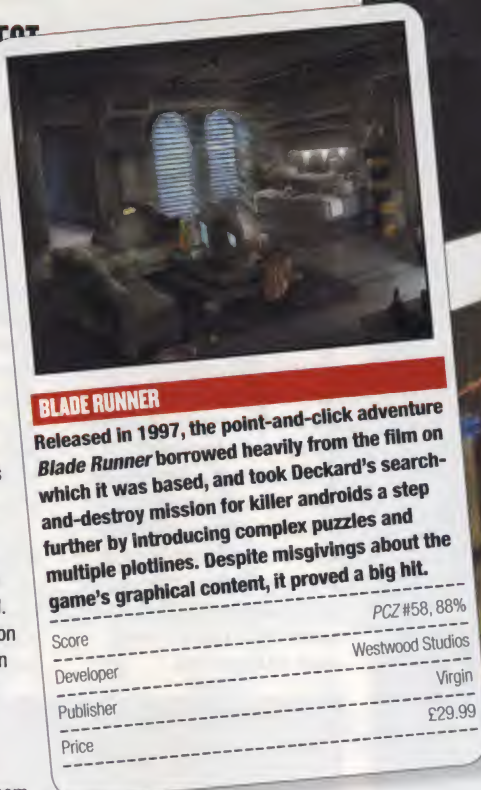 BLADE RUNNER
Released in 1997, the point-and-click adventure
Blade Runner borrowed heavily from the film on
which it was based, and took Deckard's search-
and-destroy mission for killer androids a step
further by introducing complex puzzles and
multiple plotlines. Despite misgivings about the
game's graphical content, it proved a big hit.
Score PCZ #58, 88%
Developer Westwood Studios
Publisher Virgin
Price £29.99